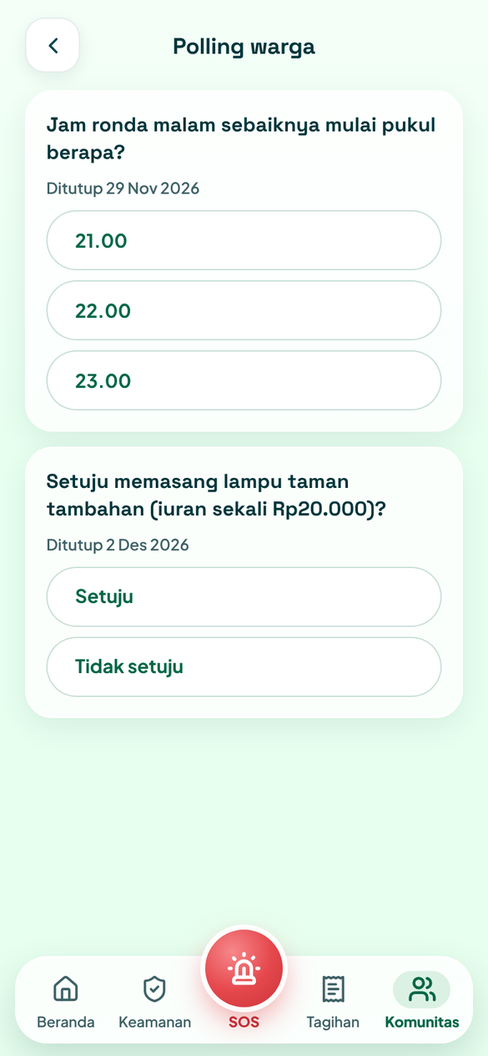 Polling warga
Jam ronda malam sebaiknya mulai pukul
berapa?
Ditutup 29 Nov 2026
21.00
22.00
23.00
Setuju memasang lampu taman
tambahan (iuran sekali Rp20.000)?
Ditutup 2 Des 2026
Setuju
Tidak setuju
Beranda
Keamanan
SOS
Tagihan
Komunitas